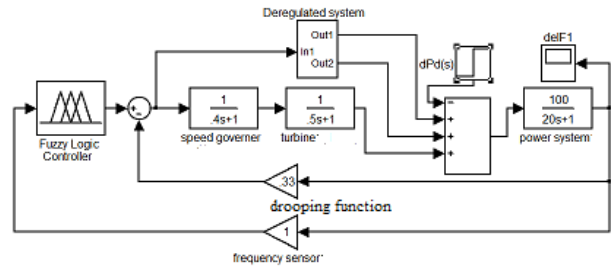 Deregulated system
Out1
In1
Out2
dPd(s)
delF1
Fuzzy Logic
Controller
1
.4s+1
speed governer
1
.5s+1
turbine
100
20s+1
power system
.33
drooping function
1
frequency sensor